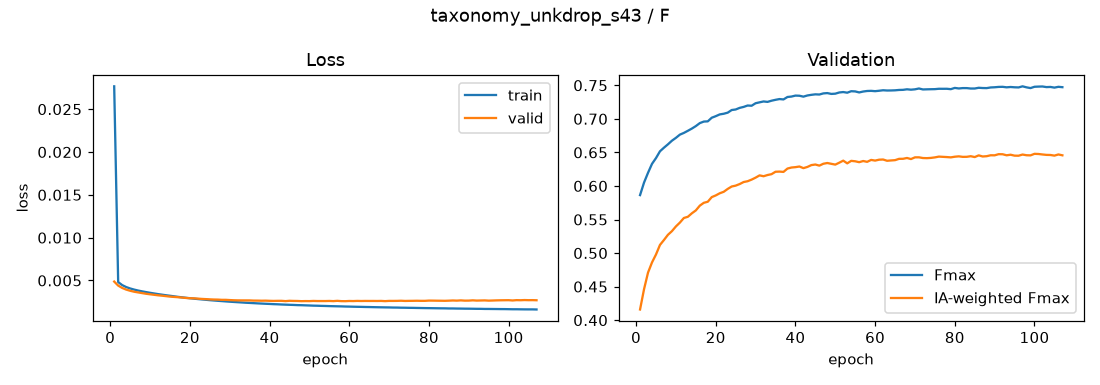 taxonomy_unkdrop_s43 / F
Loss
loss
0.025
0.020
0.015
0.010
0.005
0 20 40 60 80 100
epoch
train
valid
Validation
0.75
0.70
0.65
0.60
0.55
0.50
0.45
0.40
0 20 40 60 80 100
epoch
Fmax
IA-weighted Fmax